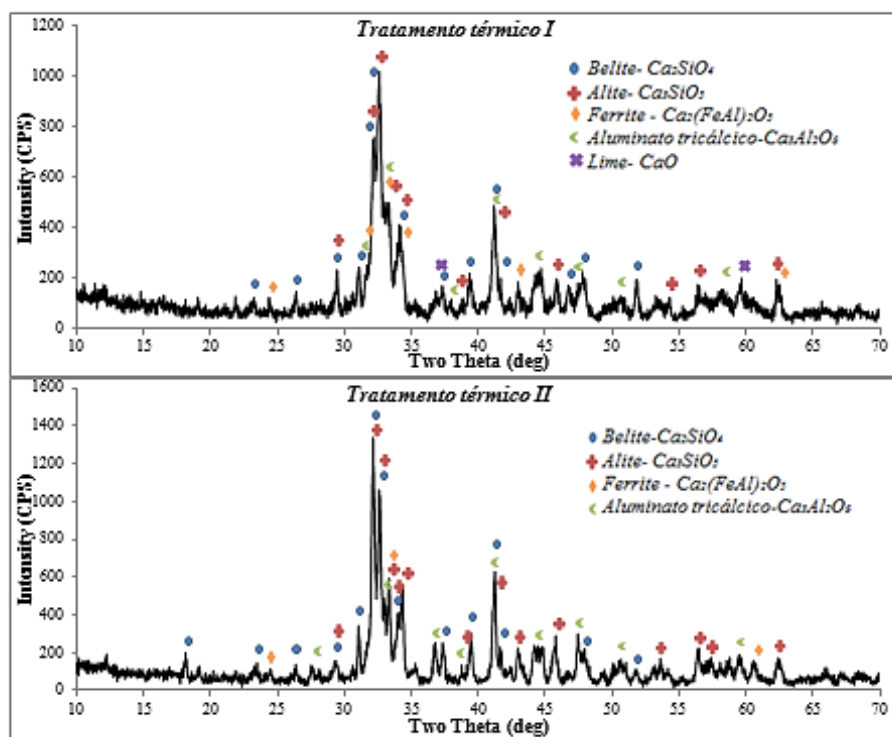 Tratamento térmico I
Belite- Ca₂SiO₄
Alite- Ca₃SiO₅
Ferrite - Ca₂(FeAl)₂O₅
Aluminato tricálcico-Ca₃Al₂O₆
Lime- CaO
Intensity (CPS)
1200
1000
800
600
400
200
0
10 15 20 25 30 35 40 45 50 55 60 65 70
Two Theta (deg)
Tratamento térmico II
Belite-Ca₂SiO₄
Alite- Ca₃SiO₅
Ferrite - Ca₂(FeAl)₂O₅
Aluminato tricálcico-Ca₃Al₂O₆
Intensity (CPS)
1600
1400
1200
1000
800
600
400
200
0
10 15 20 25 30 35 40 45 50 55 60 65 70
Two Theta (deg)